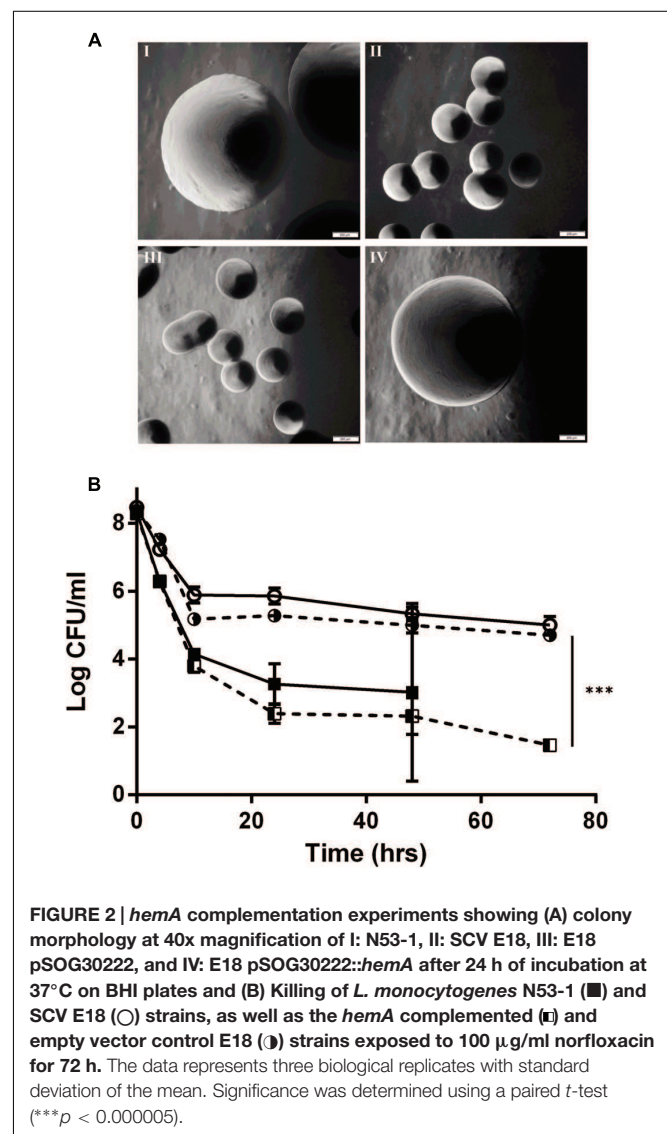 A
I
II
III
IV
B
8
6
4
2
0
Log CFU/ml
***
0
20
40
60
80
Time (hrs)
FIGURE 2 | hemA complementation experiments showing (A) colony
morphology at 40x magnification of I: N53-1, II: SCV E18, III: E18
pSOG30222, and IV: E18 pSOG30222::hemA after 24 h of incubation at
37°C on BHI plates and (B) Killing of L. monocytogenes N53-1 (■) and
SCV E18 (○) strains, as well as the hemA complemented (◧) and
empty vector control E18 (◑) strains exposed to 100 μg/ml norfloxacin
for 72 h. The data represents three biological replicates with standard
deviation of the mean. Significance was determined using a paired t-test
(***p < 0.000005).